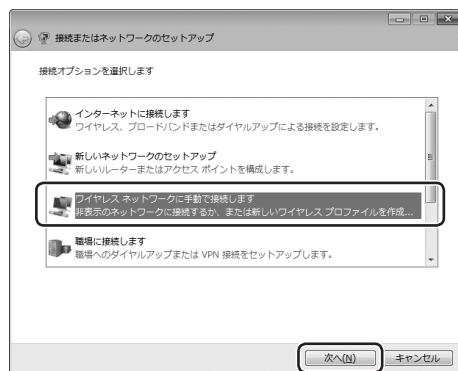 接続またはネットワークのセットアップ
接続オプションを選択します
インターネットに接続します
ワイヤレス、ブロードバンドまたはダイヤルアップによる接続を設定します。
新しいネットワークのセットアップ
新しいルーターまたはアクセス ポイントを構成します。
ワイヤレス ネットワークに手動で接続します
非表示のネットワークに接続するか、または新しいワイヤレス プロファイルを作成...
職場に接続します
職場へのダイヤルアップまたは VPN 接続をセットアップします。
次へ(N)
キャンセル